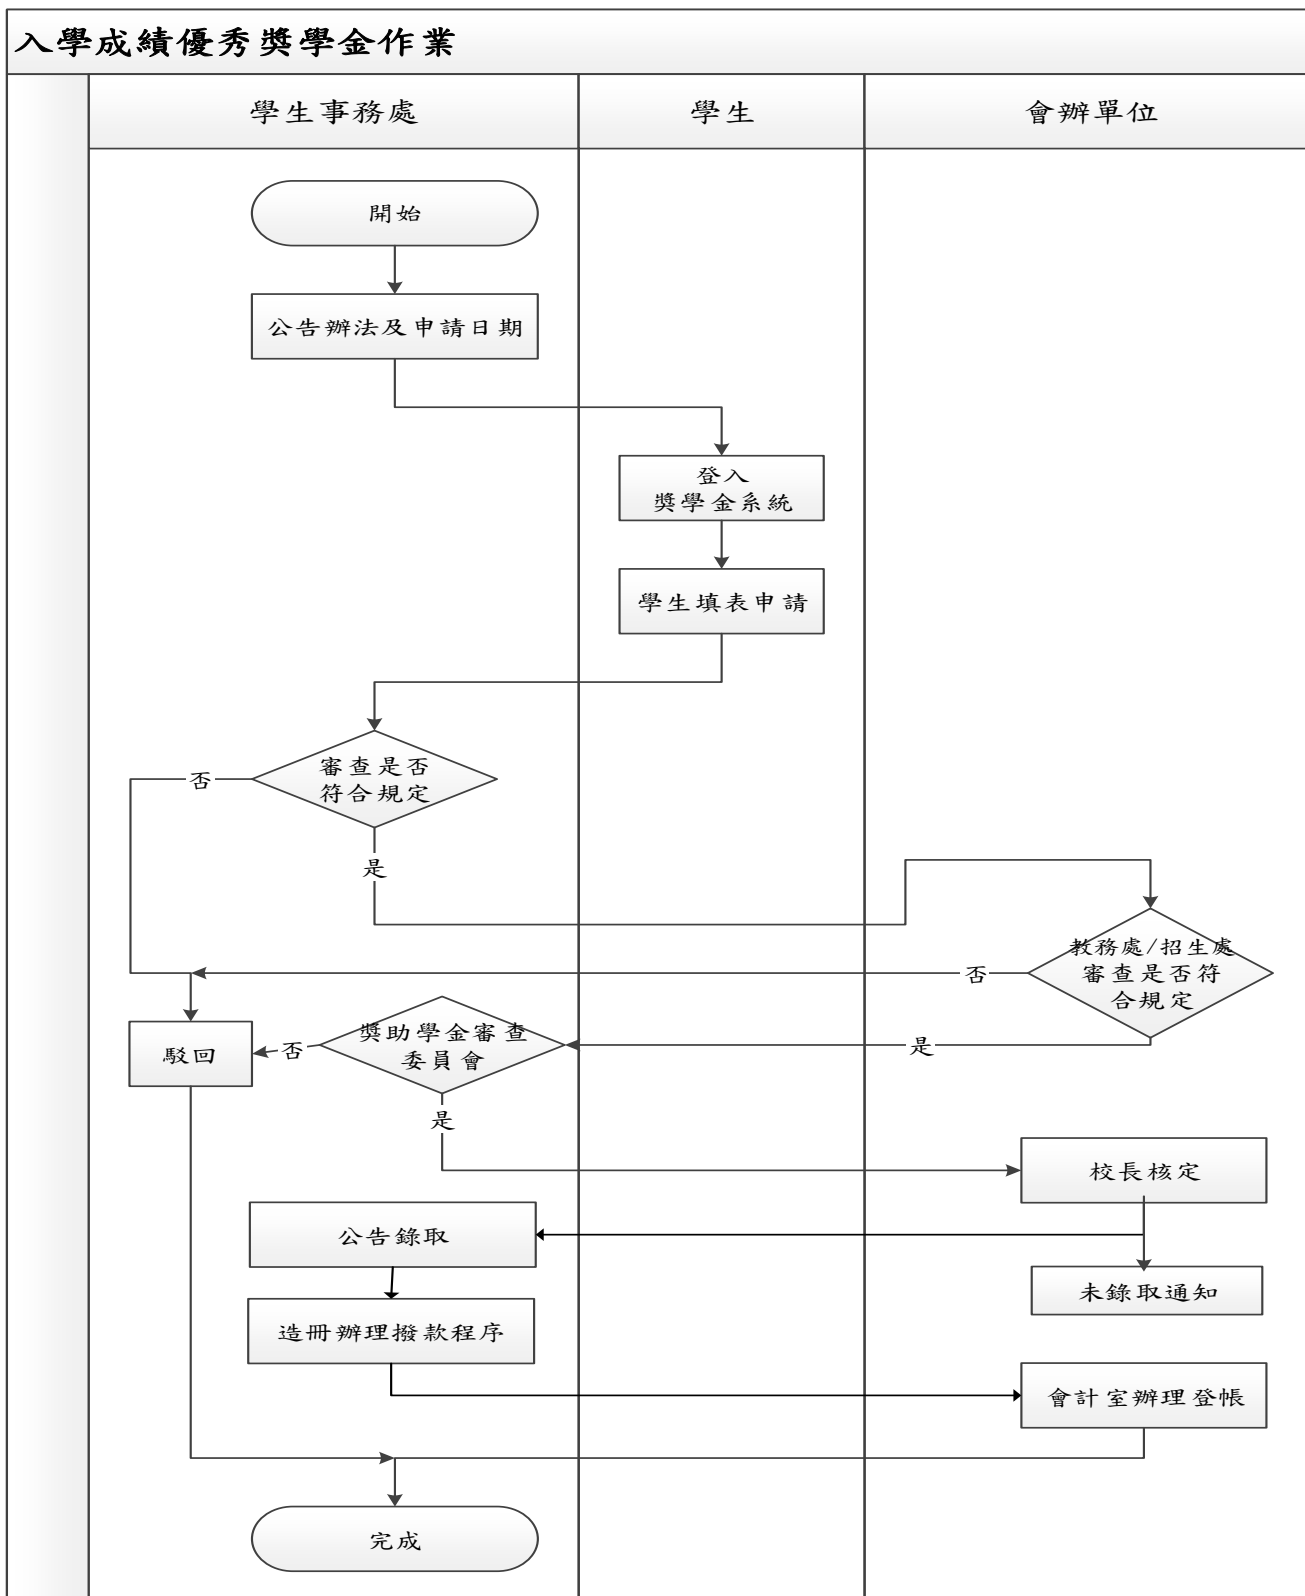 入學成績優秀獎學金作業
學生事務處
學生
會辦單位
開始
公告辦法及申請日期
登入
獎學金系統
學生填表申請
審查是否
符合規定
否
是
教務處/招生處
審查是否符
合規定
否
是
獎助學金審查
委員會
否
駁回
是
校長核定
公告錄取
未錄取通知
造冊辦理撥款程序
會計室辦理登帳
完成